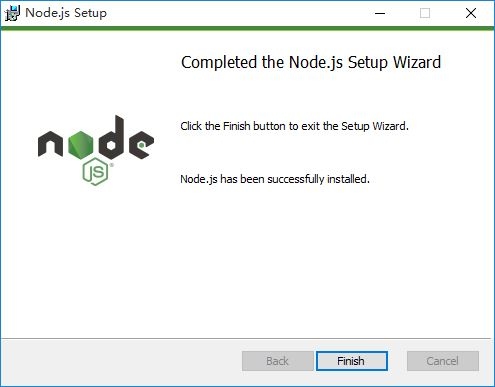 Node.js Setup
Completed the Node.js Setup Wizard
Click the Finish button to exit the Setup Wizard.
node
JS
®
Node.js has been successfully installed.
Back
Finish
Cancel